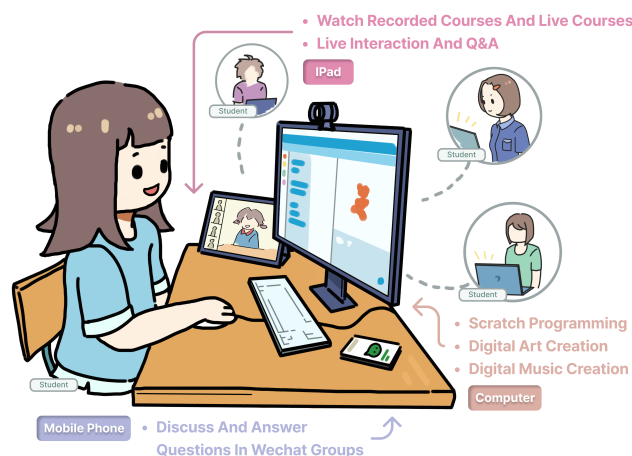 • Watch Recorded Courses And Live Courses
• Live Interaction And Q&A
IPad
Student
Student
Student
• Scratch Programming
• Digital Art Creation
• Digital Music Creation
Computer
Student
Mobile Phone
• Discuss And Answer
Questions In Wechat Groups